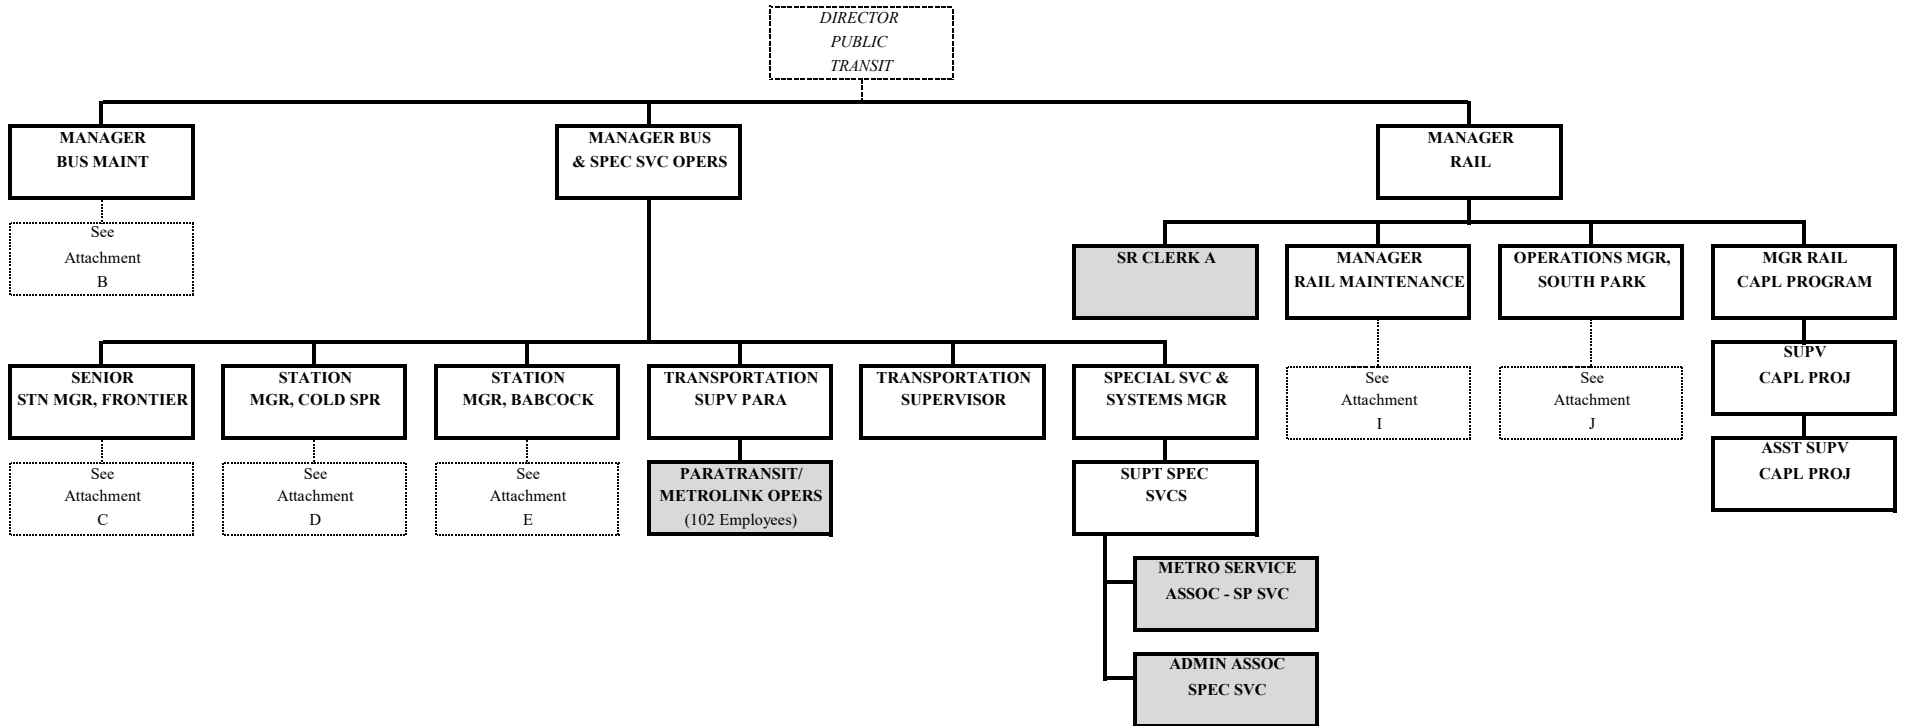 DIRECTOR
PUBLIC
TRANSIT
MANAGER
BUS MAINT
MANAGER BUS
& SPEC SVC OPERS
MANAGER
RAIL
See
Attachment
B
SR CLERK A
MANAGER
RAIL MAINTENANCE
OPERATIONS MGR,
SOUTH PARK
MGR RAIL
CAPL PROGRAM
SENIOR
STN MGR, FRONTIER
STATION
MGR, COLD SPR
STATION
MGR, BABCOCK
TRANSPORTATION
SUPV PARA
TRANSPORTATION
SUPERVISOR
SPECIAL SVC &
SYSTEMS MGR
See
Attachment
I
See
Attachment
J
SUPV
CAPL PROJ
See
Attachment
C
See
Attachment
D
See
Attachment
E
PARATRANSIT/
METROLINK OPERS
(102 Employees)
SUPT SPEC
SVCS
ASST SUPV
CAPL PROJ
METRO SERVICE
ASSOC - SP SVC
ADMIN ASSOC
SPEC SVC